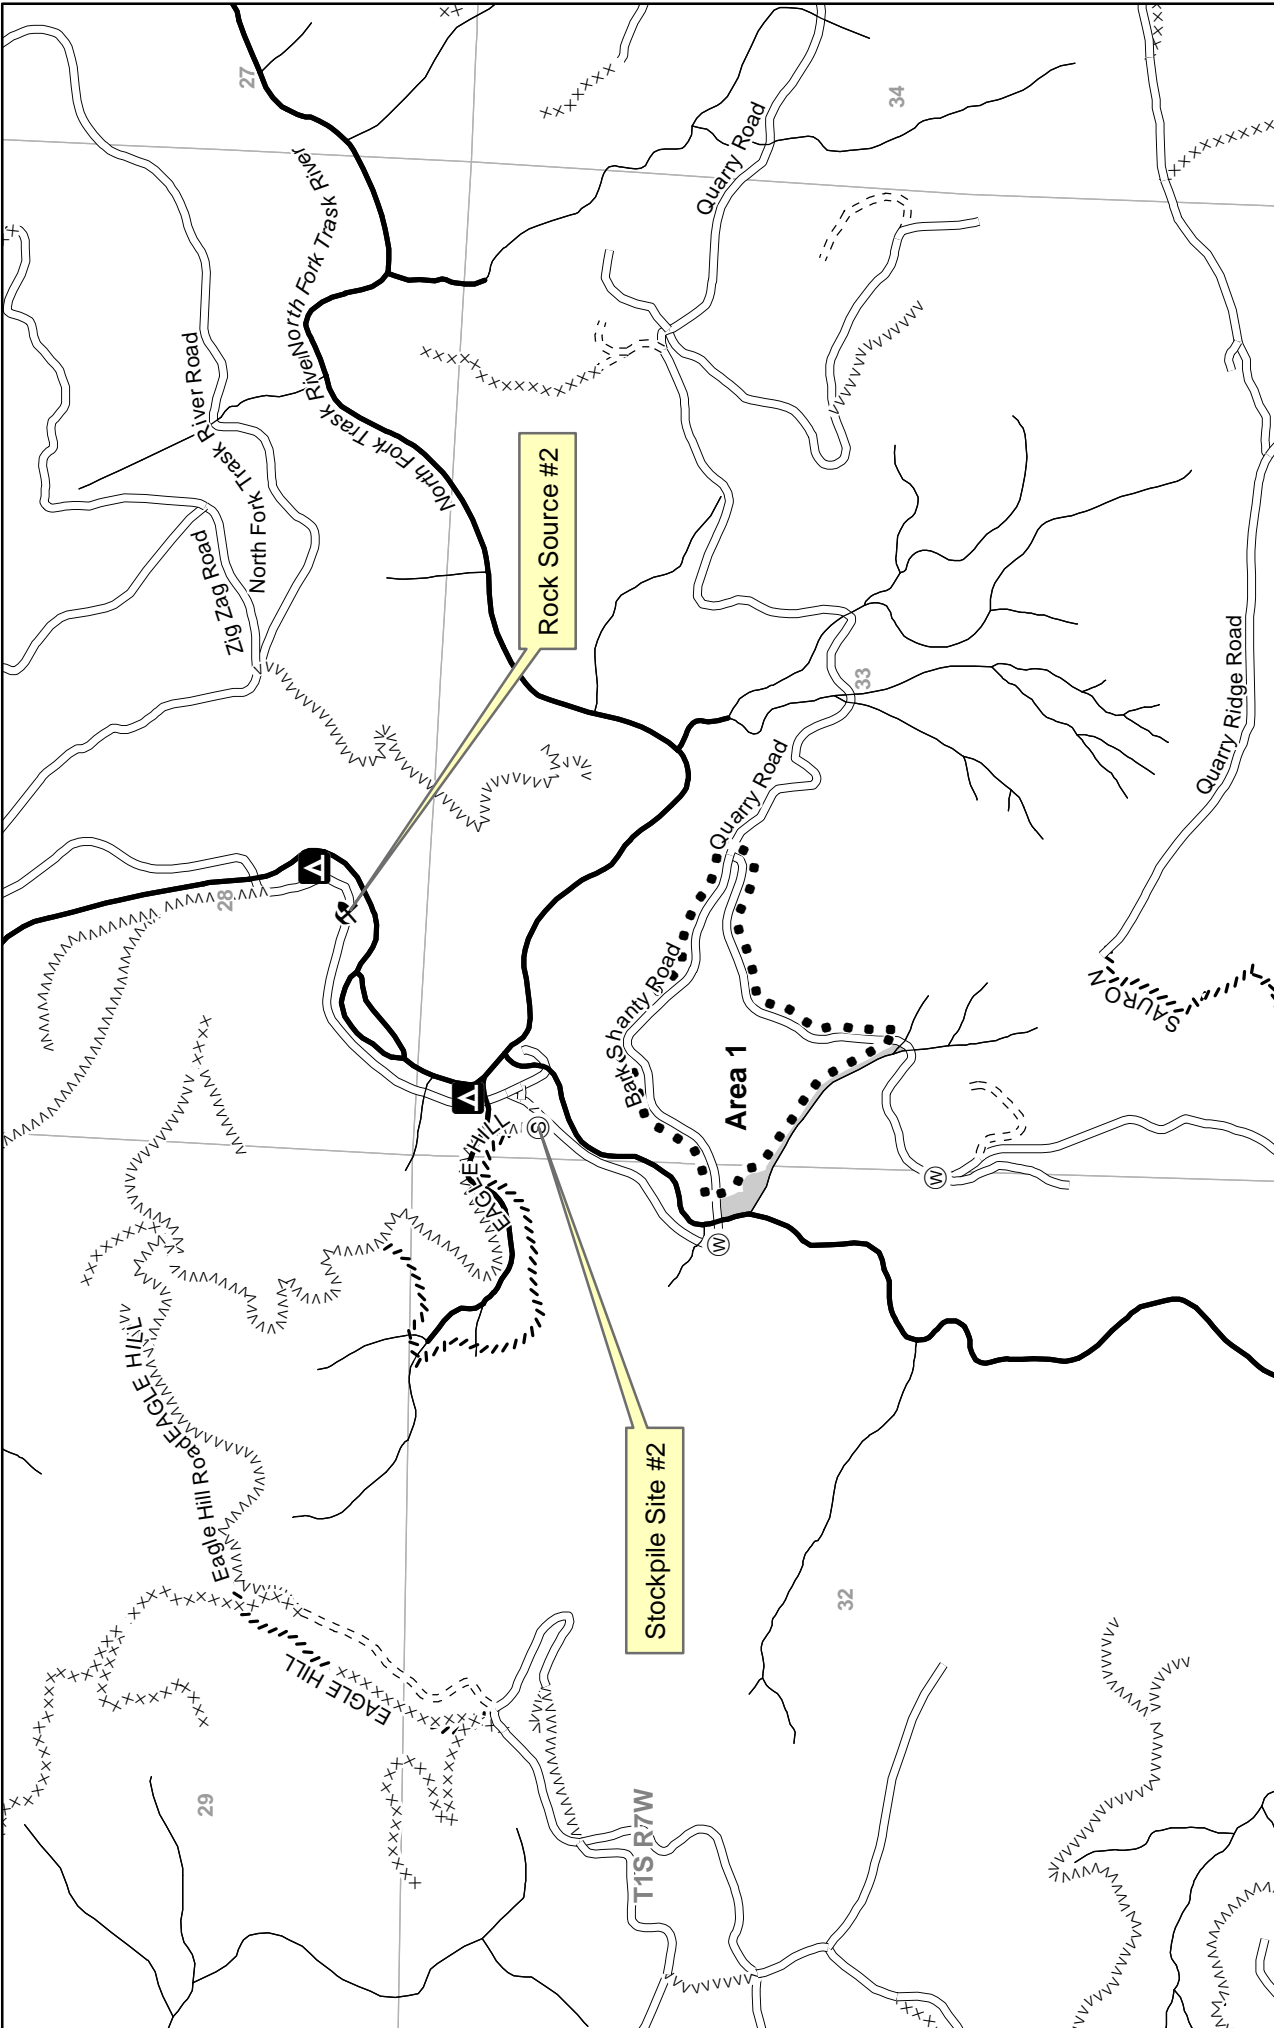 29
EAGLE HILL
Eagle Hill Road
28
Zig Zag Road
North Fork Trask River Road
27
EAGLE HILL
North Fork Trask River
North Fork Trask River
EAGLE HILL
EAGLE
S
Rock Source #2
T1S R7W
Stockpile Site #2
Bark Shanty Road
W
Area 1
Quarry Road
Quarry Road
32
33
34
W
SAURON
Quarry Ridge Road